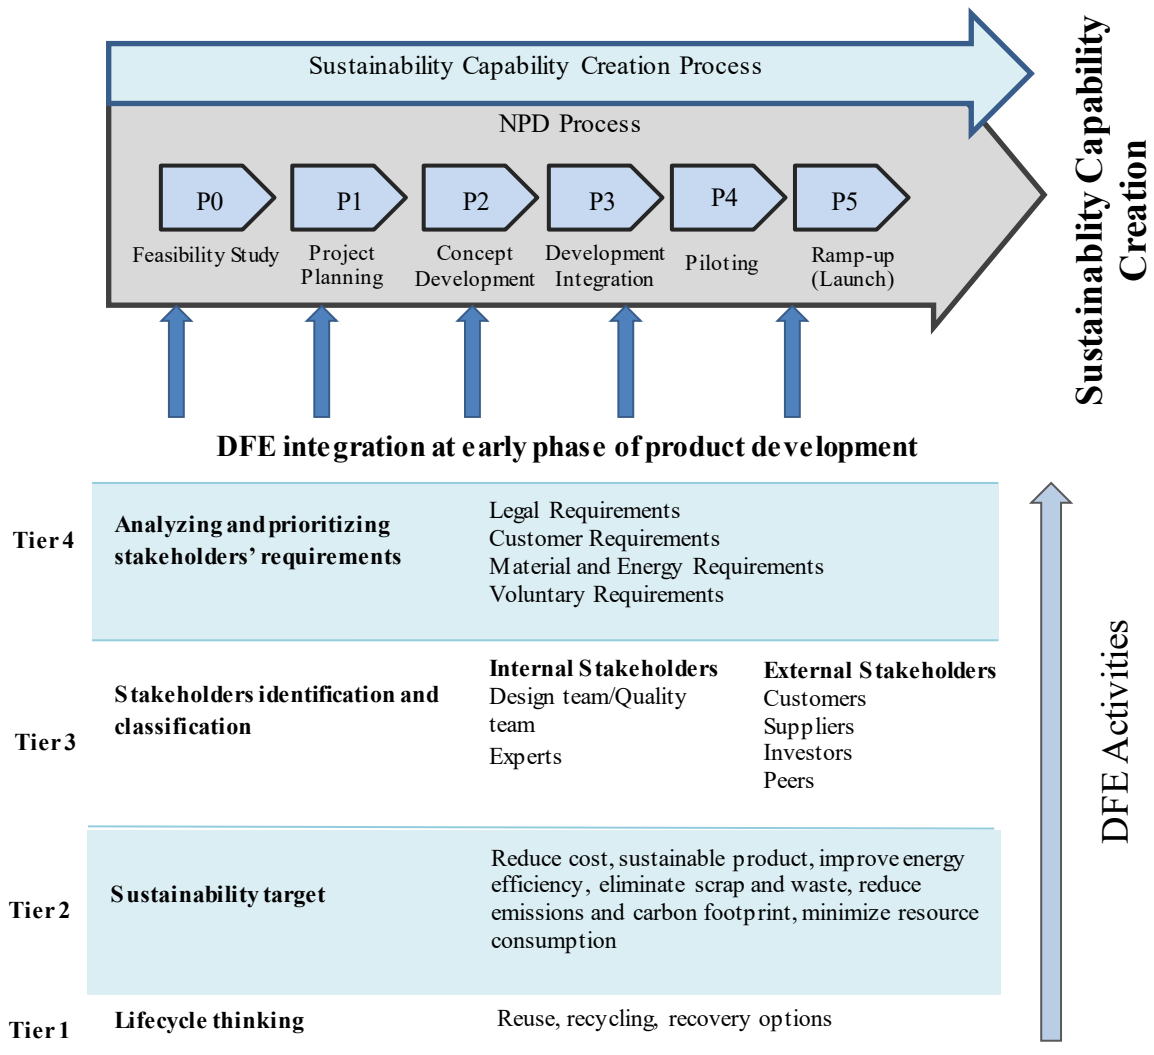 Sustainability Capability Creation Process
NPD Process
P0
P1
P2
P3
P4
P5
Feasibility Study
Project
Planning
Concept
Development
Development
Integration
Piloting
Ramp-up
(Launch)
Sustainablity Capability
Creation
DFE integration at early phase of product development
Tier 4
Analyzing and prioritizing
stakeholders' requirements
Legal Requirements
Customer Requirements
Material and Energy Requirements
Voluntary Requirements
Tier 3
Stakeholders identification and
classification
Internal Stakeholders
Design team/Quality
team
Experts
External Stakeholders
Customers
Suppliers
Investors
Peers
Tier 2
Sustainability target
Reduce cost, sustainable product, improve energy
efficiency, eliminate scrap and waste, reduce
emissions and carbon footprint, minimize resource
consumption
Tier 1
Lifecycle thinking
Reuse, recycling, recovery options
DFE Activities